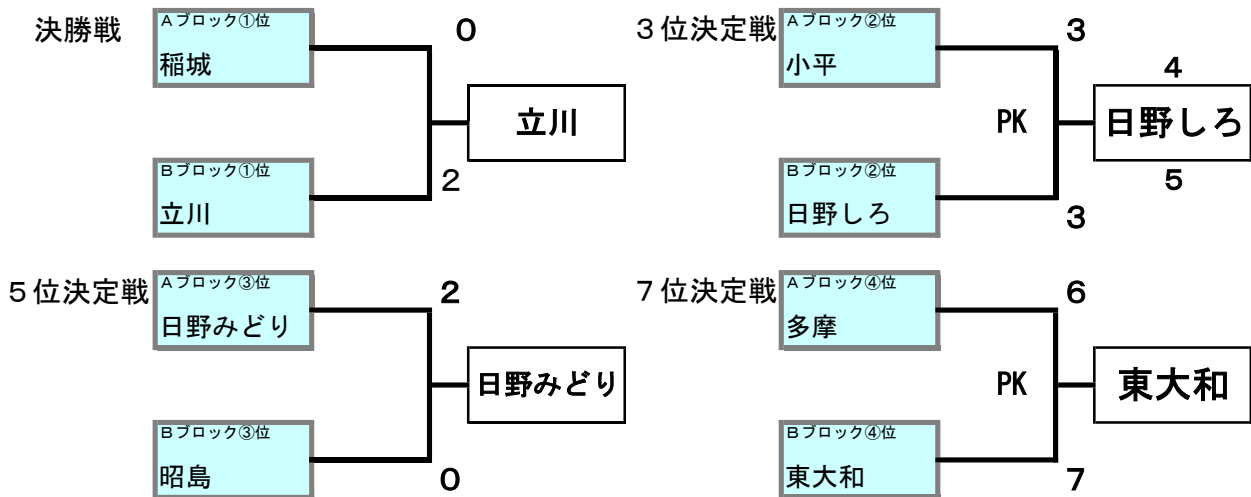 決勝戦
Aブロック①位
稲城
0
立川
2
Bブロック①位
立川
3位決定戦
Aブロック②位
小平
3
PK
4
日野しろ
5
Bブロック②位
日野しろ
3
5位決定戦
Aブロック③位
日野みどり
2
日野みどり
Bブロック③位
昭島
0
7位決定戦
Aブロック④位
多摩
6
PK
東大和
Bブロック④位
東大和
7